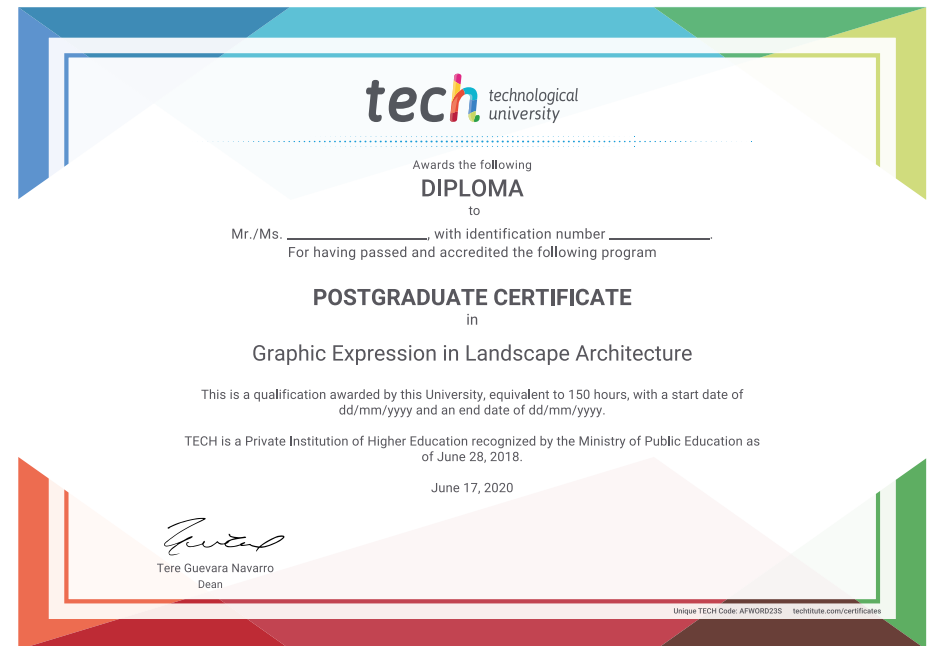 tech technological
university
Awards the following
DIPLOMA
to
Mr./Ms. ____________________, with identification number ______________.
For having passed and accredited the following program
POSTGRADUATE CERTIFICATE
in
Graphic Expression in Landscape Architecture
This is a qualification awarded by this University, equivalent to 150 hours, with a start date of
dd/mm/yyyy and an end date of dd/mm/yyyy.
TECH is a Private Institution of Higher Education recognized by the Ministry of Public Education as
of June 28, 2018.
June 17, 2020
Tere Guevara Navarro
Dean
Unique TECH Code: AFWORD23S techtitute.com/certificates